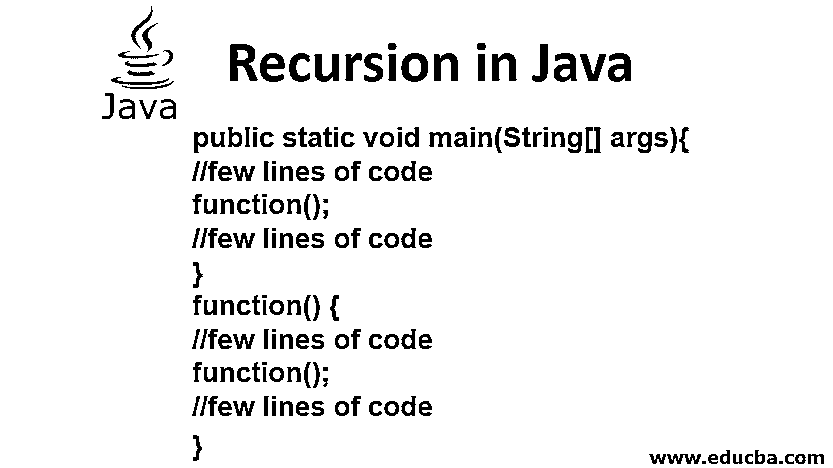 Recursion in Java
Java
public static void main(String[] args){
//few lines of code
function();
//few lines of code
}
function() {
//few lines of code
function();
//few lines of code
}
www.educba.com